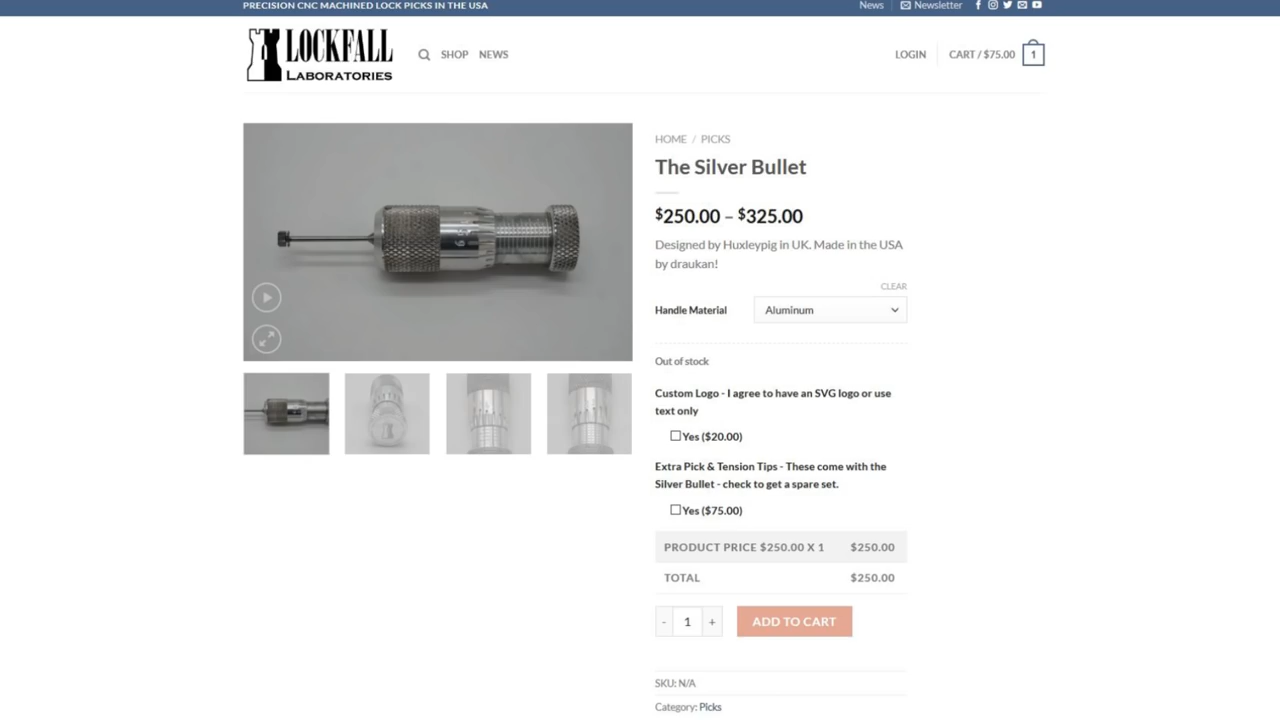 PRECISION CNC MACHINED LOCK PICKS IN THE USA
News
Newsletter
LOCKFALL
LABORATORIES
SHOP
NEWS
LOGIN
CART / $75.00
1
HOME / PICKS
The Silver Bullet
$250.00 – $325.00
Designed by Huxleypig in UK. Made in the USA
by draukan!
CLEAR
Handle Material
Aluminum
Out of stock
Custom Logo - I agree to have an SVG logo or use
text only
Yes ($20.00)
Extra Pick & Tension Tips - These come with the
Silver Bullet - check to get a spare set.
Yes ($75.00)
PRODUCT PRICE $250.00 X 1 $250.00
TOTAL $250.00
- 1 +
ADD TO CART
SKU: N/A
Category: Picks